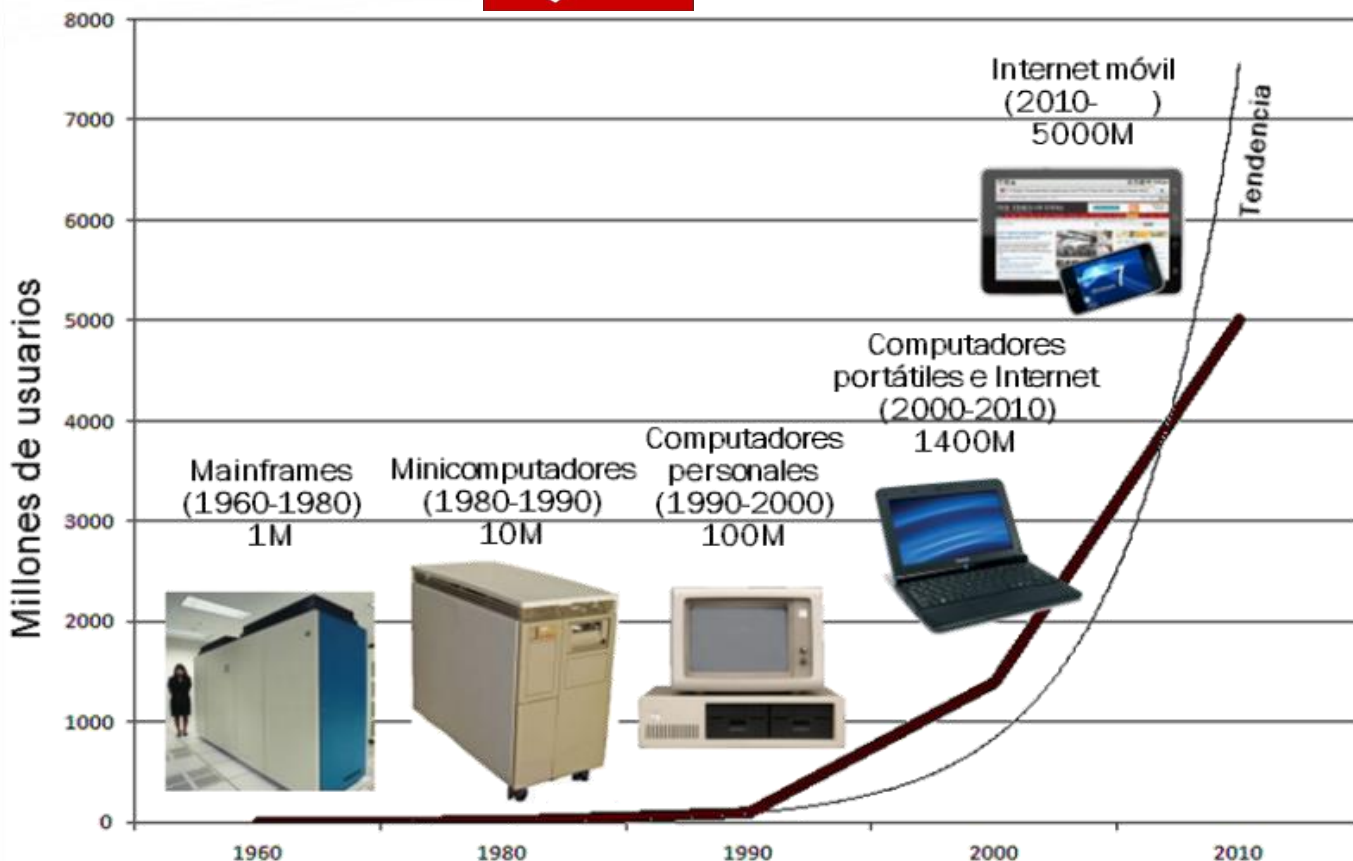 8000
7000
6000
5000
4000
3000
2000
1000
0
Millones de usuarios
Mainframes
(1960-1980)
1M
Minicomputadores
(1980-1990)
10M
Computadores
personales
(1990-2000)
100M
Computadores
portátiles e Internet
(2000-2010)
1400M
Internet móvil
(2010- )
5000M
7
Tendencia
1960
1980
1990
2000
2010